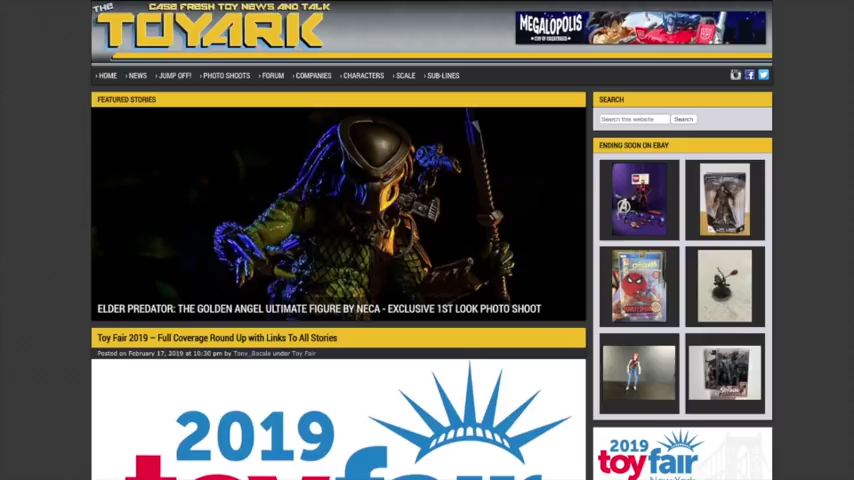 THE
CASE FRESH TOY NEWS AND TALK
TOYARK
MEGALOPOLIS
› HOME › NEWS › JUMP OFF! › PHOTO SHOOTS › FORUM › COMPANIES › CHARACTERS › SCALE › SUB-LINES
FEATURED STORIES
ELDER PREDATOR: THE GOLDEN ANGEL ULTIMATE FIGURE BY NECA - EXCLUSIVE 1ST LOOK PHOTO SHOOT
Toy Fair 2019 – Full Coverage Round Up with Links To All Stories
Posted on February 17, 2019 at 10:30 pm by Tony_Bacala under Toy Fair
2019
toy fair
SEARCH
Search this website Search
ENDING SOON ON EBAY
2019
toyfair
New York